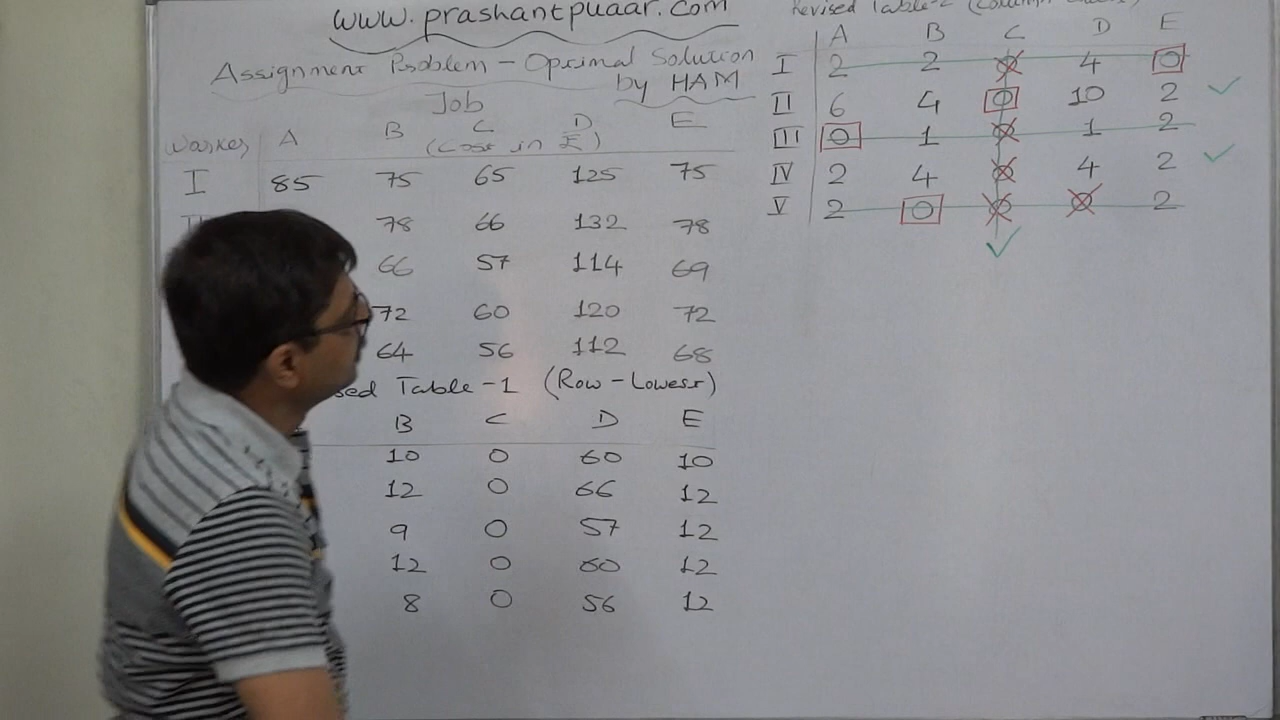 www.prashantpuaar.com
Assignment Problem - Optimal Solution
by HAM
Job
Worker A B C D E
(Cost in ₤)
I 85 75 65 125 75
78 66 132 78
66 57 114 69
72 60 120 72
64 56 112 68
sed Table-1 (Row-Lowest)
B C D E
10 0 60 10
12 0 66 12
9 0 57 12
12 0 60 12
8 0 56 12
Revised Table-2 (Column
A B C D E
I 2 2 0 4 0
II 6 4 0 10 2 ✓
III 0 1 0 1 2
IV 2 4 0 4 2 ✓
V 2 0 0 0 2
✓